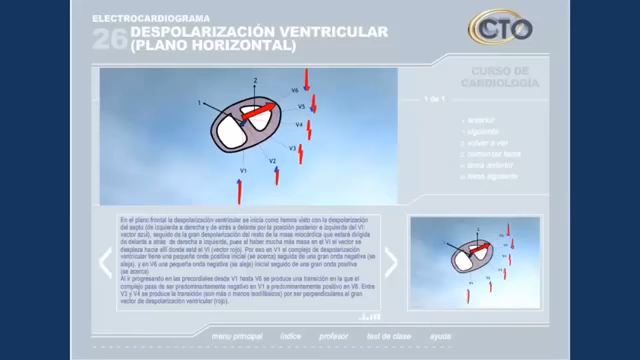 ELECTROCARDIOGRAMA
26 DESPOLARIZACIÓN VENTRICULAR
(PLANO HORIZONTAL)
CTO
CURSO DE
CARDIOLOGÍA
1 de 1
anterior
siguiente
volver a ver
comenzar tema
tema anterior
tema siguiente
1
2
V6
V5
V4
V3
V2
V1
En el plano frontal la despolarización ventricular se inicia como hemos visto con la despolarización
del septo (de izquierda a derecha y de atrás a delante por la posición posterior e izquierda del VI:
vector azul), seguido de la gran despolarización del resto de la masa miocárdica que estará dirigida
de delante a atrás de derecha a izquierda, pues al haber mucha más masa en el VI el vector se
desplaza hacia allí donde está el VI (vector rojo). Por eso en V1 el complejo de despolarización
ventricular tiene una pequeña onda positiva inicial (se acerca) seguida de una gran negativa (se
aleja), y en V6 una pequeña onda negativa (se aleja) inicial seguido de una gran onda positiva
(se acerca)
Al ir progresando en las precordiales desde V1 hasta V6 se produce una transición en la que el
complejo pasa de ser predominantemente negativo en V1 a predominantemente positivo en V6. Entre
V3 y V4 se produce la transición (son más o menos isodifásicos) por ser perpendiculares al gran
vector de despolarización ventricular (rojo).
menu principal índice profesor test de clase ayuda